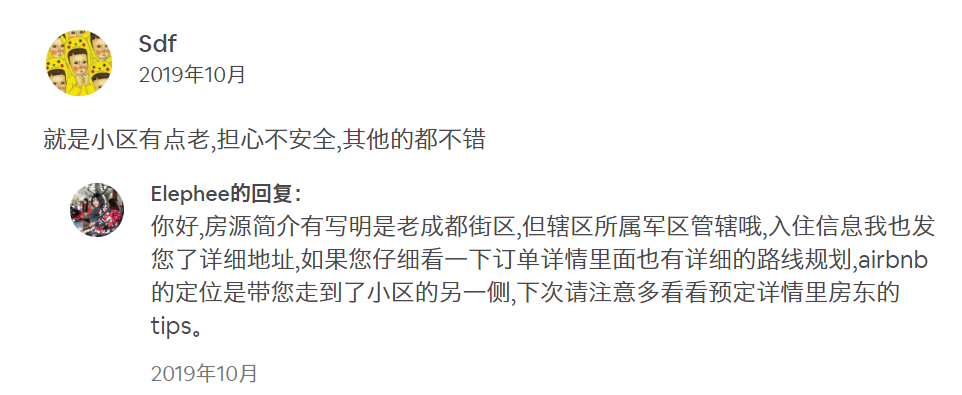 Sdf
2019年10月
就是小区有点老,担心不安全,其他的都不错
Elephee的回复：
你好,房源简介有写明是老成都街区,但辖区所属军区管辖哦,入住信息我也发
您了详细地址,如果您仔细看一下订单详情里面也有详细的路线规划,airbnb
的定位是带您走到了小区的另一侧,下次请注意多看看预定详情里房东的
tips。
2019年10月